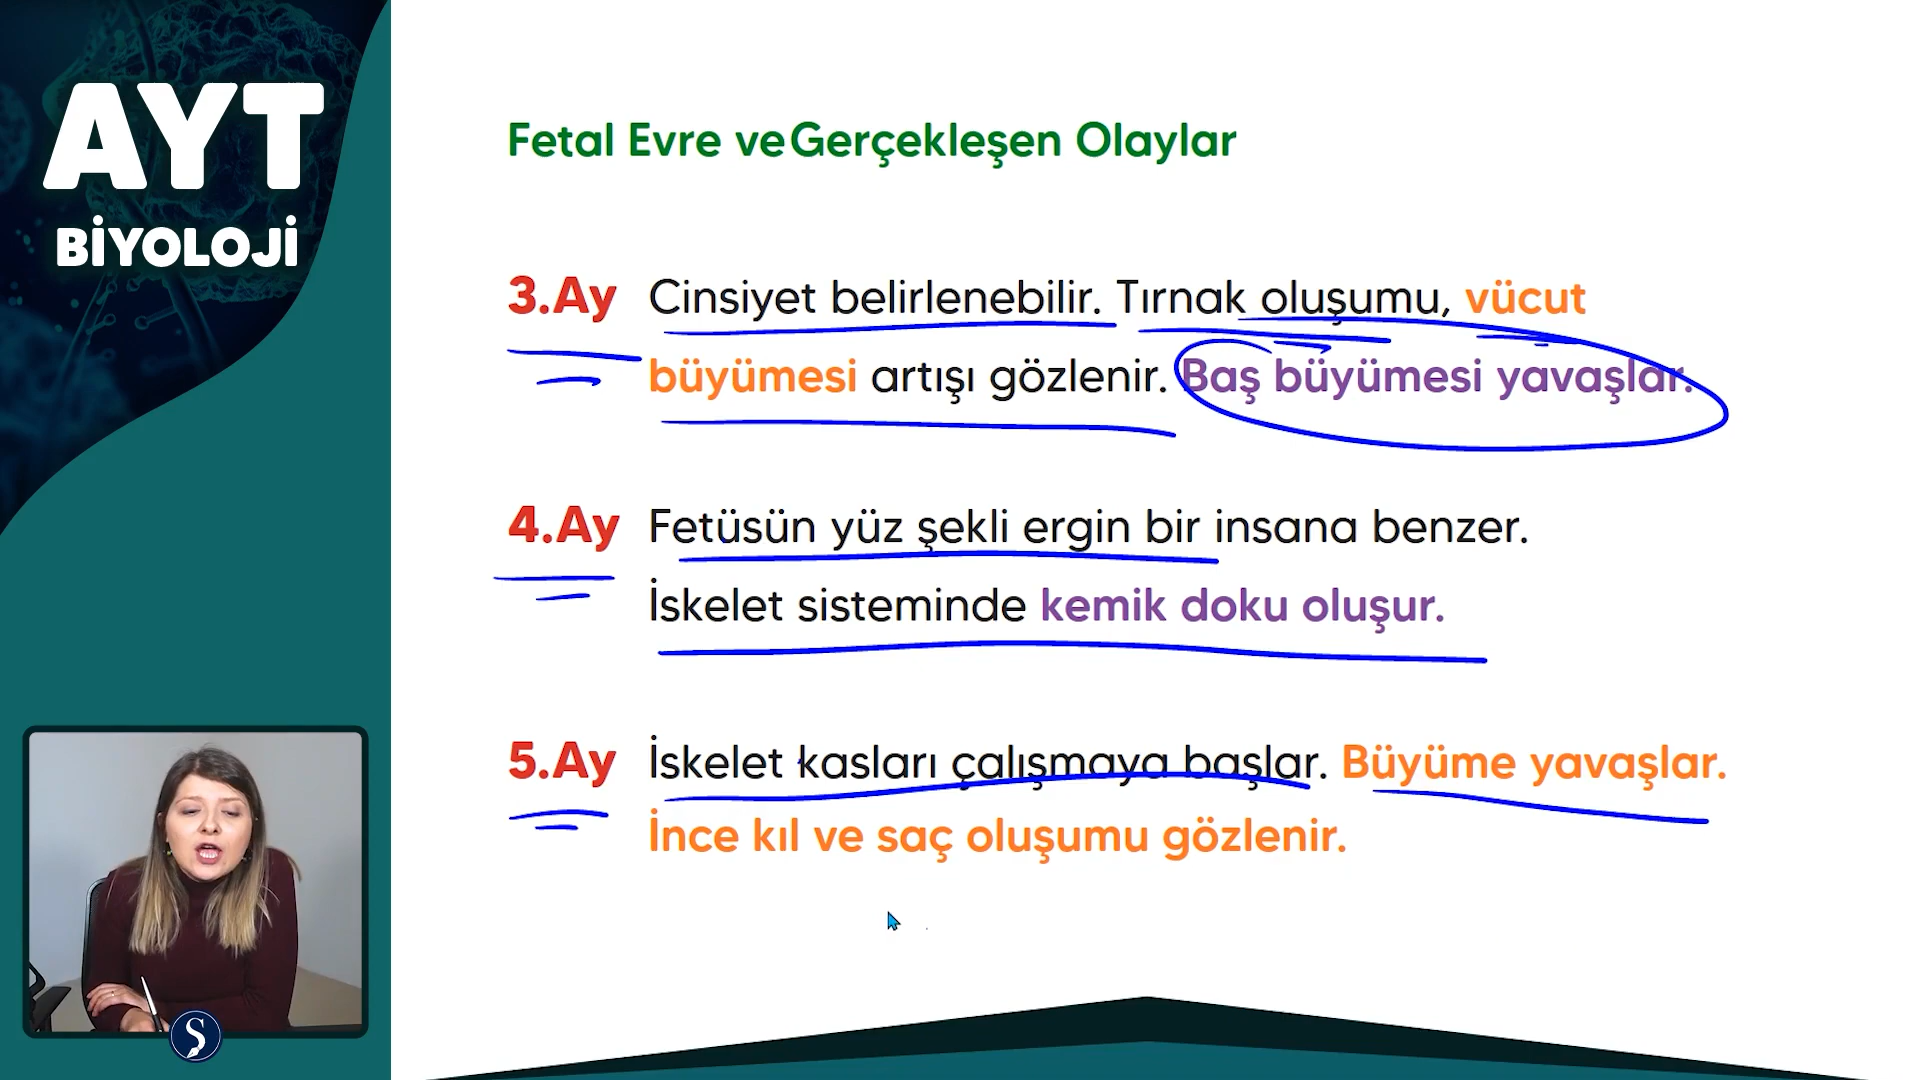 AYT
BİYOLOJİ
Fetal Evre ve Gerçekleşen Olaylar
3.Ay Cinsiyet belirlenebilir. Tırnak oluşumu, vücut
büyümesi artışı gözlenir. Baş büyümesi yavaşlar.
4.Ay Fetüsün yüz şekli ergin bir insana benzer.
İskelet sisteminde kemik doku oluşur.
5.Ay İskelet kasları çalışmaya başlar. Büyüme yavaşlar.
İnce kıl ve saç oluşumu gözlenir.
Ş